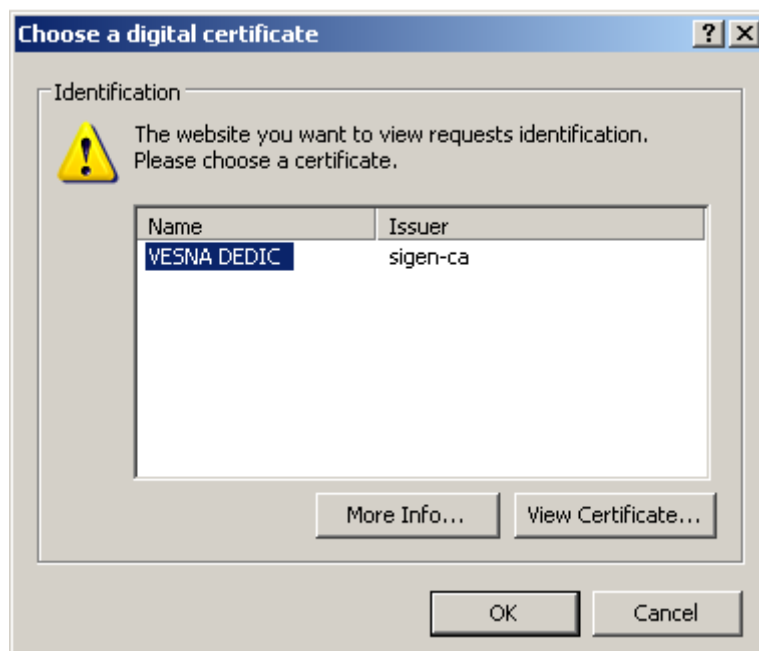 Choose a digital certificate
Identification
The website you want to view requests identification.
Please choose a certificate.
Name Issuer
VESNA DEDIC sigen-ca
More Info... View Certificate...
OK Cancel